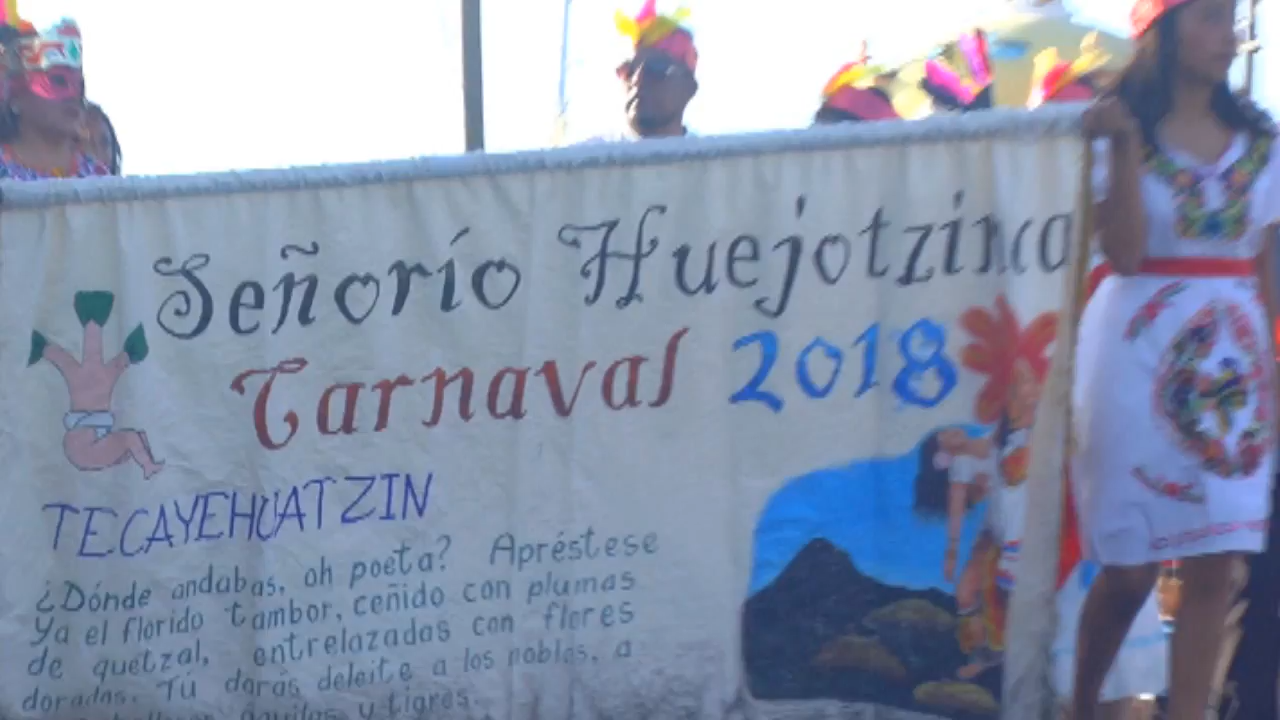 Señorío Huejotzinca
Carnaval 2018
TECAYEHUATZIN
¿Dónde andabas, oh poeta? Apréstese
Ya el florido tambor, ceñido con plumas
de quetzal, entrelazadas con flores
doradas. Tú darás deleite a los nobles, a
águilas y tigres.